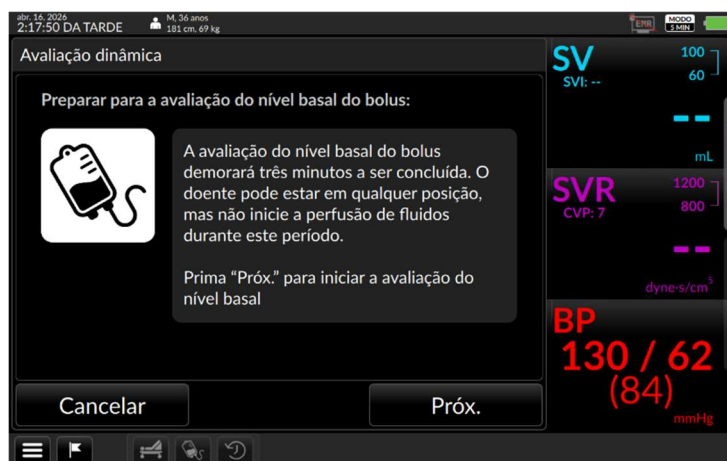 abr. 16, 2026
2:17:50 DA TARDE
M, 36 anos
181 cm, 69 kg
EMR
MODO
5 MIN
Avaliação dinâmica
Preparar para a avaliação do nível basal do bolus:
A avaliação do nível basal do bolus
demorará três minutos a ser concluída. O
doente pode estar em qualquer posição,
mas não inicie a perfusão de fluidos
durante este período.
Prima “Próx.” para iniciar a avaliação do
nível basal
Cancelar
Próx.
SV
SVI: --
100
60
--
mL
SVR
CVP: 7
1200
800
--
dyne-s/cm⁵
BP
130 / 62
(84)
mmHg